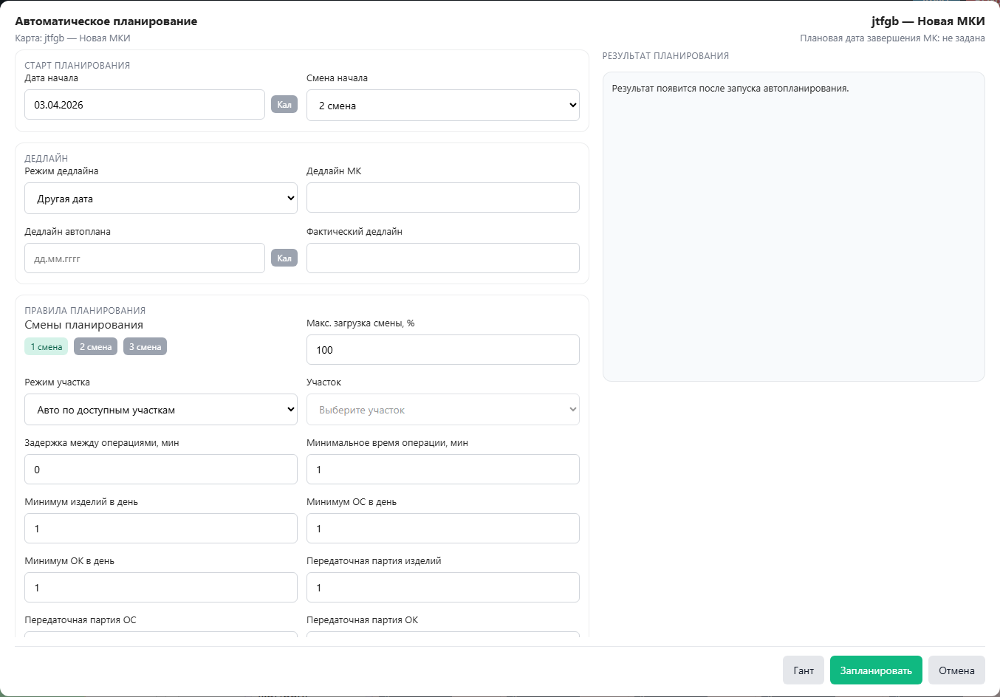 Автоматическое планирование
Карта: jtfgb — Новая МКИ
jtfgb — Новая МКИ
Плановая дата завершения МК: не задана
СТАРТ ПЛАНИРОВАНИЯ
Дата начала
Смена начала
03.04.2026
Кал
2 смена
ДЕДЛАЙН
Режим дедлайна
Дедлайн МК
Другая дата
Дедлайн автоплана
Фактический дедлайн
дд.мм.гггг
Кал
ПРАВИЛА ПЛАНИРОВАНИЯ
Смены планирования
Макс. загрузка смены, %
1 смена
2 смена
3 смена
100
Режим участка
Участок
Авто по доступным участкам
Выберите участок
Задержка между операциями, мин
Минимальное время операции, мин
0
1
Минимум изделий в день
Минимум ОС в день
1
1
Минимум ОК в день
Передаточная партия изделий
1
1
Передаточная партия ОС
Передаточная партия ОК
РЕЗУЛЬТАТ ПЛАНИРОВАНИЯ
Результат появится после запуска автопланирования.
Гант
Запланировать
Отмена